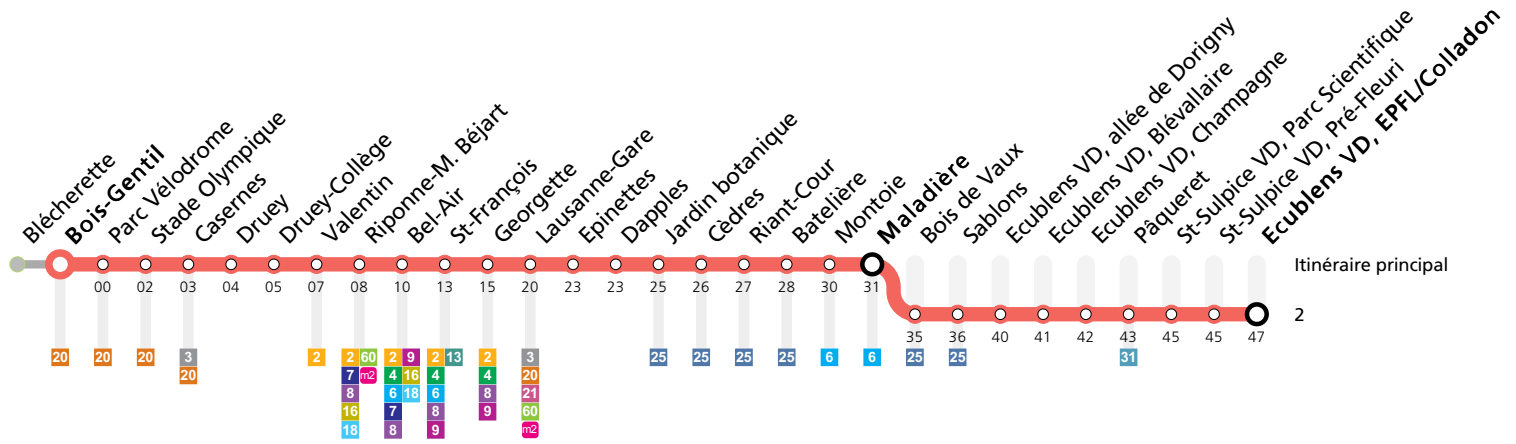 Blécherette
Bois-Gentil
Parc Vélodrome
Stade Olympique
Casernes
Druey
Druey-Collège
Valentin
Riponne-M. Béjart
Bel-Air
St-François
Georgette
Lausanne-Gare
Epinettes
Dapples
Jardin botanique
Cèdres
Riant-Cour
Batelière
Montoie
Maladière
Bois de Vaux
Sablons
Ecublens VD, allée de Dorigny
Ecublens VD, Blévallaire
Ecublens VD, Champagne
Pâqueret
St-Sulpice VD, Parc Scientifique
St-Sulpice VD, Pré-Fleuri
Ecublens VD, EPFL/Colladon
Itinéraire principal
00 02 03 04 05 07 08 10 13 15 20 23 23 25 26 27 28 30 31
2
35 36 40 41 42 43 45 45 47
20 20 20 3 2 2 60 2 9 2 13 2 3 25 25 25 25 6 6 25 25 31
20 7 m2 4 16 4 4 20
8 6 18 6 8 21
16 7 8 9 60
18 8 9 m2